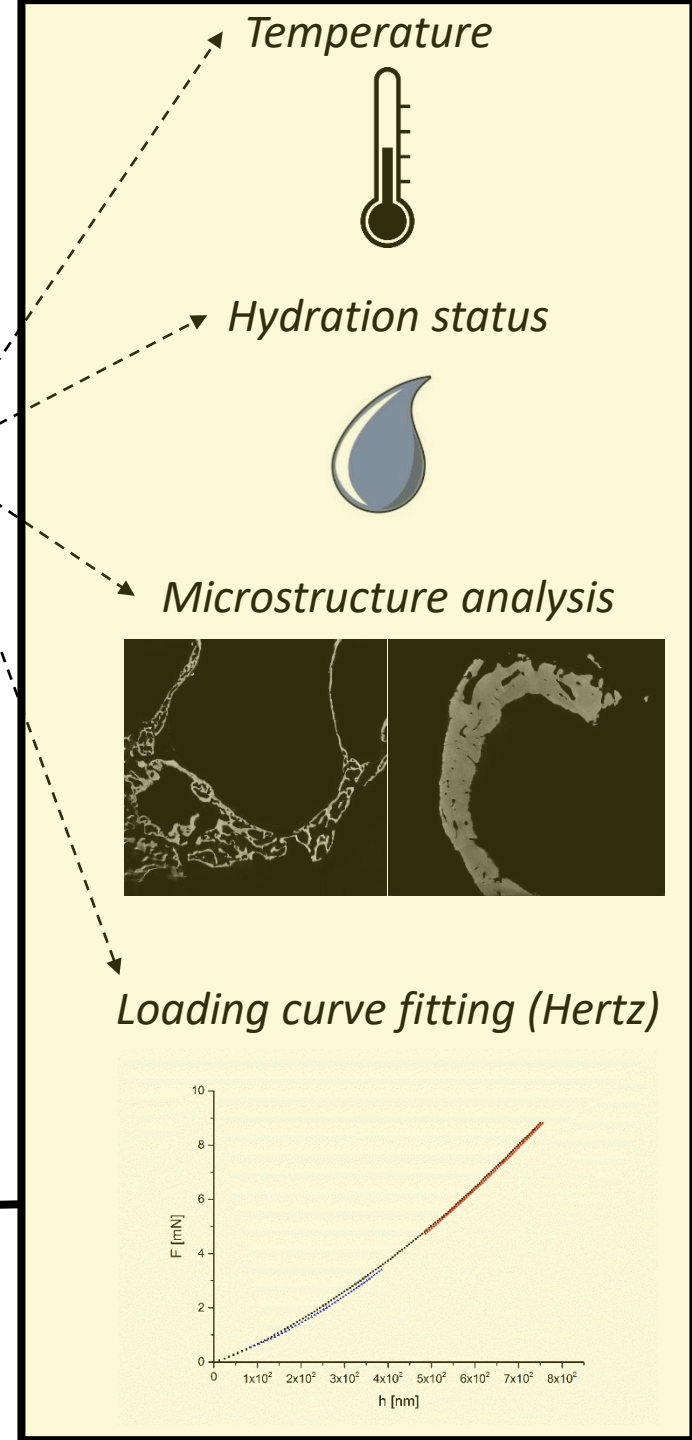 Temperature
Hydration status
Microstructure analysis
Loading curve fitting (Hertz)
10
8
6
4
2
0
F [mN]
0 1x10² 2x10² 3x10² 4x10² 5x10² 6x10² 7x10² 8x10²
h [nm]